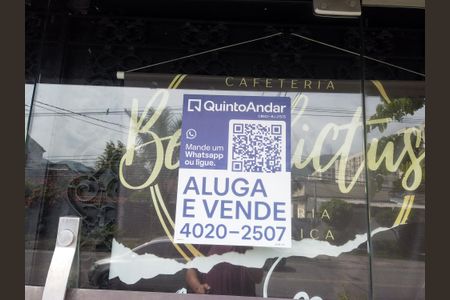 CAFETERIA
QuintoAndar
Mande um
Whatsapp
ou ligue.
ALUGA
E VENDE
4020-2507